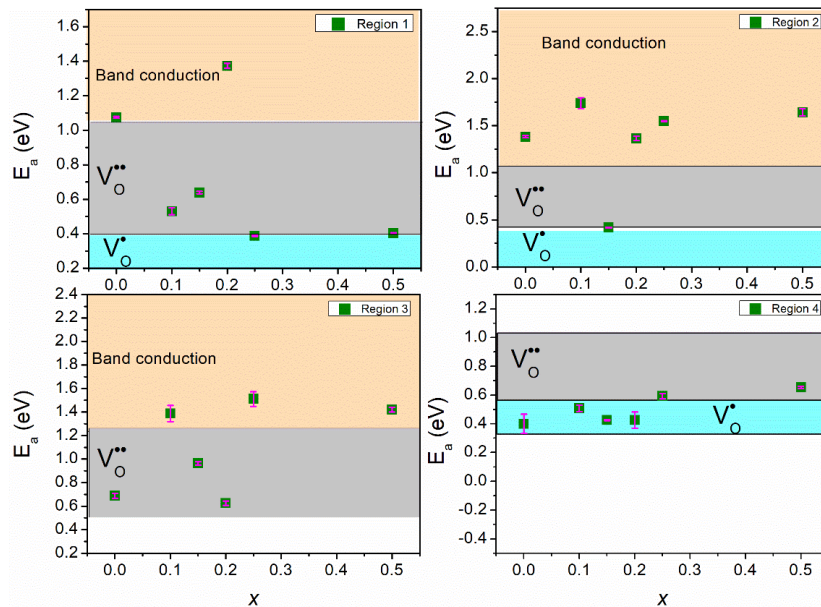 Region 1
Band conduction
V••O
V•O
Eₐ (eV)
1.6
1.4
1.2
1.0
0.8
0.6
0.4
0.2
0.0 0.1 0.2 0.3 0.4 0.5
Region 2
Band conduction
V••O
V•O
Eₐ (eV)
2.5
2.0
1.5
1.0
0.5
0.0
0.0 0.1 0.2 0.3 0.4 0.5
Region 3
Band conduction
V••O
Eₐ (eV)
2.4
2.2
2.0
1.8
1.6
1.4
1.2
1.0
0.8
0.6
0.4
0.2
0.0 0.1 0.2 0.3 0.4 0.5
x
Region 4
V••O
V•O
Eₐ (eV)
1.2
1.0
0.8
0.6
0.4
0.2
0.0
-0.2
-0.4
0.0 0.1 0.2 0.3 0.4 0.5
x